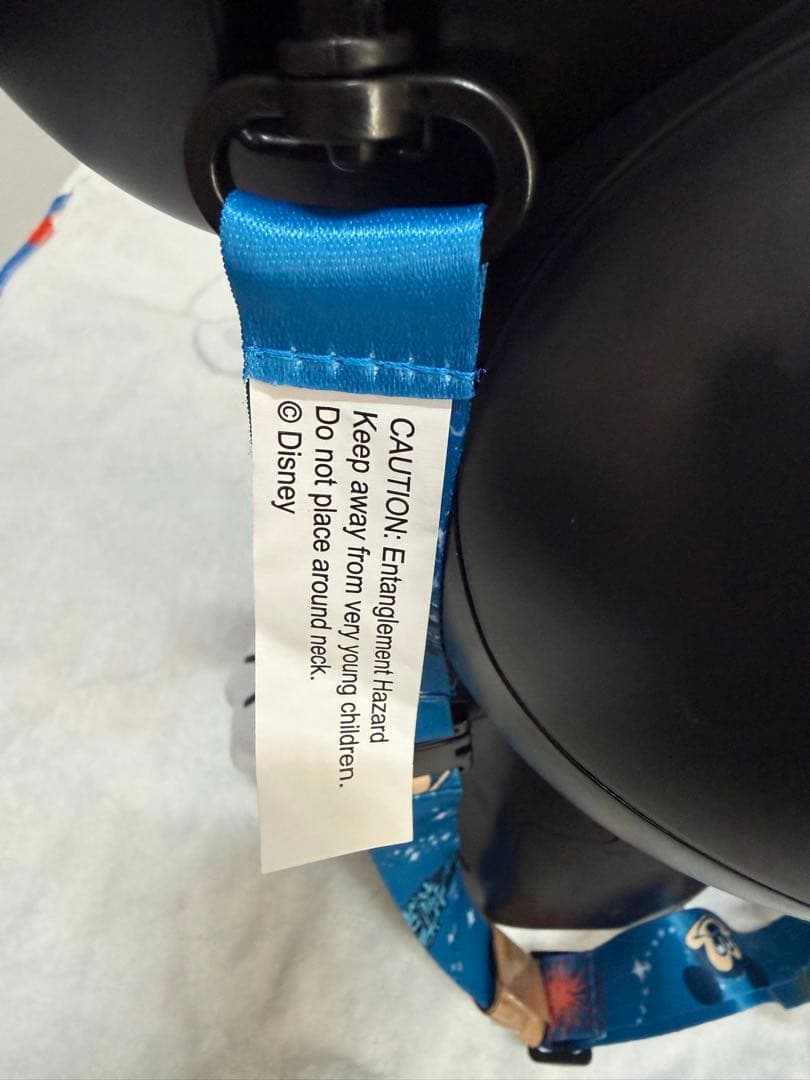 CAUTION: Entanglement Hazard
Keep away from very young children.
Do not place around neck.
© Disney